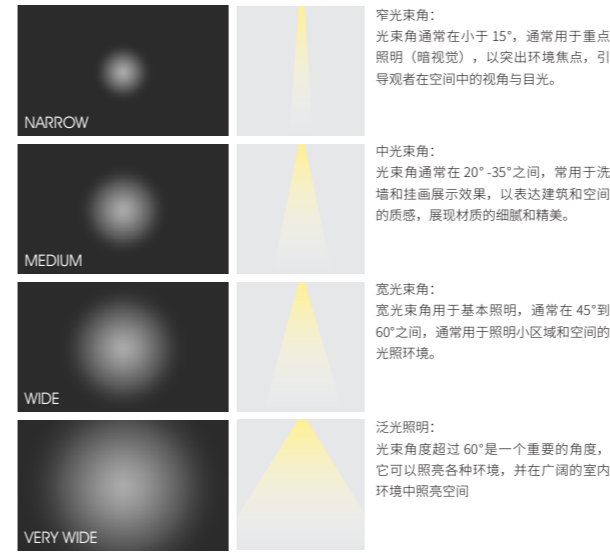 NARROW
窄光束角：
光束角通常在小于 15°，通常用于重点
照明（暗视觉），以突出环境焦点，引
导观者在空间中的视角与目光。
MEDIUM
中光束角：
光束角通常在 20° -35°之间，常用于洗
墙和挂画展示效果，以表达建筑和空间
的质感，展现材质的细腻和精美。
WIDE
宽光束角：
宽光束角用于基本照明，通常在 45°到
60°之间，通常用于照明小区域和空间的
光照环境。
VERY WIDE
泛光照明：
光束角度超过 60°是一个重要的角度，
它可以照亮各种环境，并在广阔的室内
环境中照亮空间